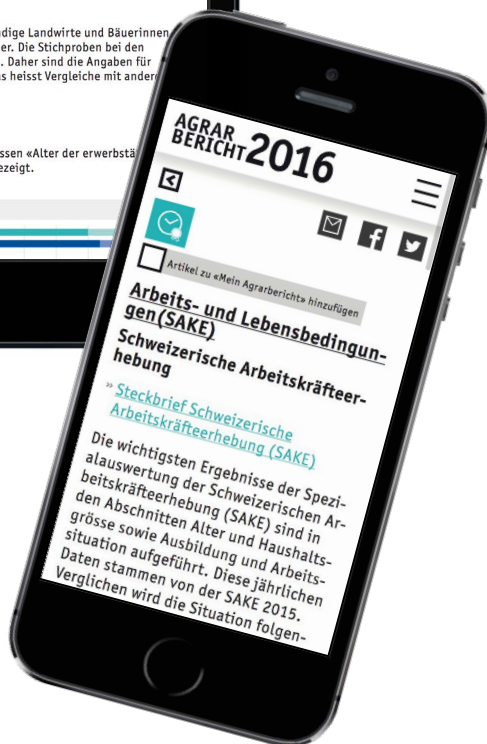 dige Landwirte und Bäuerinnen
er. Die Stichproben bei den
. Daher sind die Angaben für
s heisst Vergleiche mit ander
ssen «Alter der erwerbstä
ezeigt.
AGRAR
BERICHT 2016
Artikel zu «Mein Agrarbericht» hinzufügen
Arbeits- und Lebensbedingun-
gen(SAKE)
Schweizerische Arbeitskräfteer-
hebung
» Steckbrief Schweizerische
Arbeitskräfteerhebung (SAKE)
Die wichtigsten Ergebnisse der Spezi-
alauswertung der Schweizerischen Ar-
beitskräfteerhebung (SAKE) sind in
den Abschnitten Alter und Haushalts-
grösse sowie Ausbildung und Arbeits-
situation aufgeführt. Diese jährlichen
Daten stammen von der SAKE 2015.
Verglichen wird die Situation folgen-